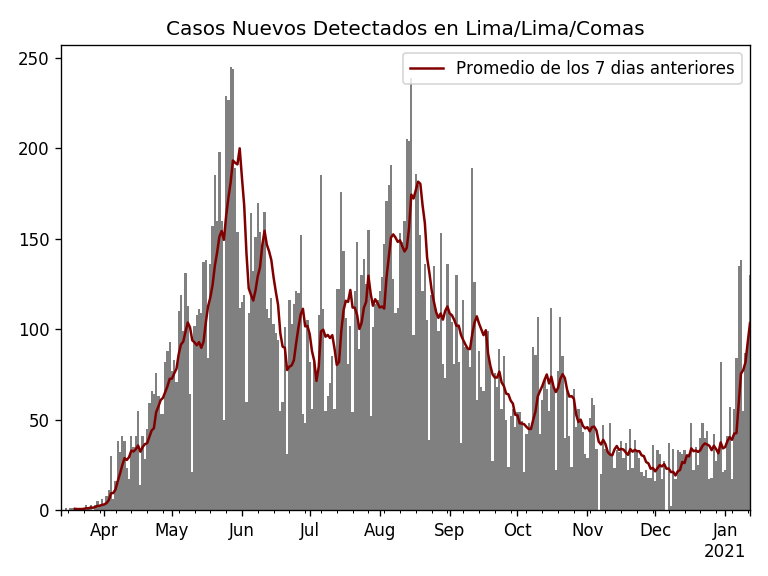 Casos Nuevos Detectados en Lima/Lima/Comas
Promedio de los 7 dias anteriores
250
200
150
100
50
0
Apr May Jun Jul Aug Sep Oct Nov Dec Jan
2021